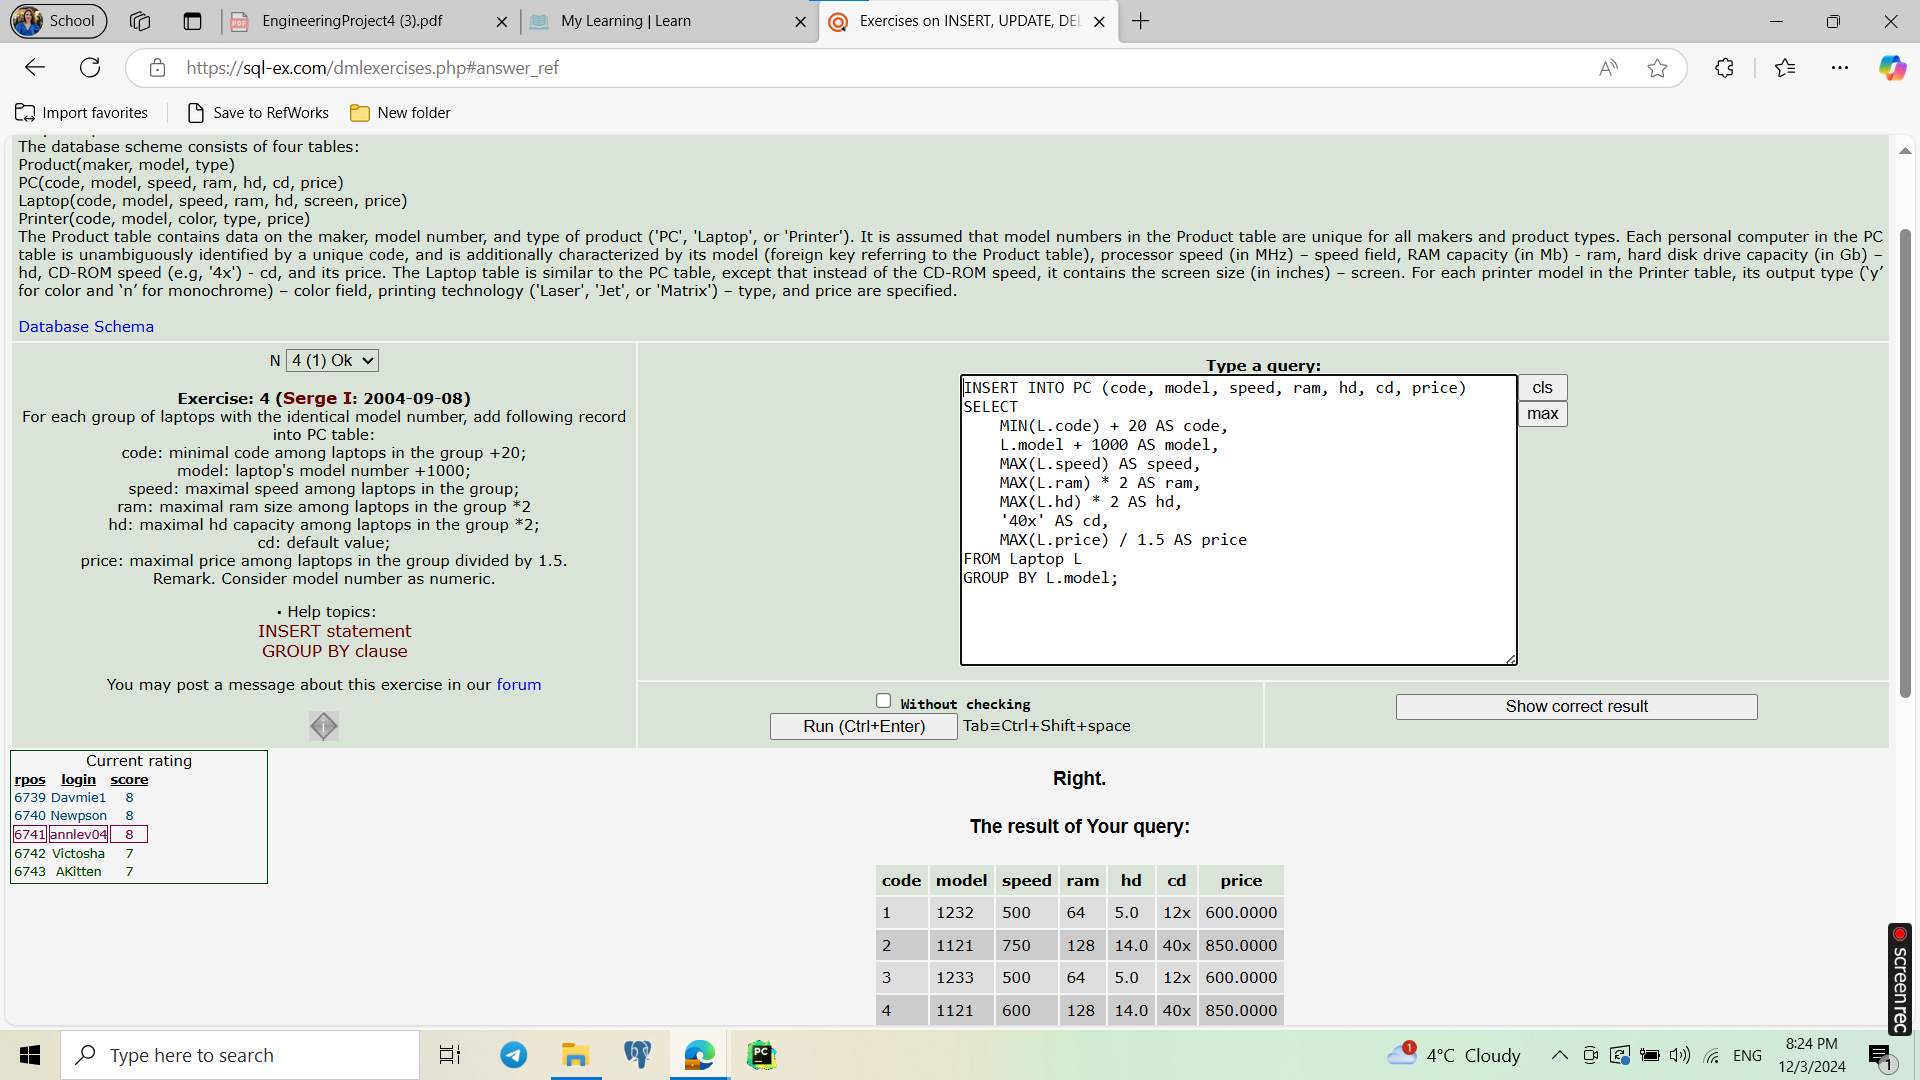 School
EngineeringProject4 (3).pdf
My Learning | Learn
Exercises on INSERT, UPDATE, DEL
https://sql-ex.com/dmlexercises.php#answer_ref
Import favorites
Save to RefWorks
New folder
The database scheme consists of four tables:
Product(maker, model, type)
PC(code, model, speed, ram, hd, cd, price)
Laptop(code, model, speed, ram, hd, screen, price)
Printer(code, model, color, type, price)
The Product table contains data on the maker, model number, and type of product ('PC', 'Laptop', or 'Printer'). It is assumed that model numbers in the Product table are unique for all makers and product types. Each personal computer in the PC
table is unambiguously identified by a unique code, and is additionally characterized by its model (foreign key referring to the Product table), processor speed (in MHz) – speed field, RAM capacity (in Mb) - ram, hard disk drive capacity (in Gb) –
hd, CD-ROM speed (e.g, '4x') - cd, and its price. The Laptop table is similar to the PC table, except that instead of the CD-ROM speed, it contains the screen size (in inches) – screen. For each printer model in the Printer table, its output type (‘y’
for color and ‘n’ for monochrome) – color field, printing technology ('Laser', 'Jet', or 'Matrix') – type, and price are specified.
Database Schema
N 4 (1) Ok
Exercise: 4 (Serge I: 2004-09-08)
For each group of laptops with the identical model number, add following record
into PC table:
code: minimal code among laptops in the group +20;
model: laptop's model number +1000;
speed: maximal speed among laptops in the group;
ram: maximal ram size among laptops in the group *2
hd: maximal hd capacity among laptops in the group *2;
cd: default value;
price: maximal price among laptops in the group divided by 1.5.
Remark. Consider model number as numeric.
▪ Help topics:
INSERT statement
GROUP BY clause
You may post a message about this exercise in our forum
Type a query:
INSERT INTO PC (code, model, speed, ram, hd, cd, price)
SELECT
MIN(L.code) + 20 AS code,
L.model + 1000 AS model,
MAX(L.speed) AS speed,
MAX(L.ram) * 2 AS ram,
MAX(L.hd) * 2 AS hd,
'40x' AS cd,
MAX(L.price) / 1.5 AS price
FROM Laptop L
GROUP BY L.model;
cls
max
Without checking
Run (Ctrl+Enter) Tab≡Ctrl+Shift+space
Show correct result
Current rating
rpos login score
6739 Davmie1 8
6740 Newpson 8
6741 annlev04 8
6742 Victosha 7
6743 AKitten 7
Right.
The result of Your query:
code model speed ram hd cd price
1 1232 500 64 5.0 12x 600.0000
2 1121 750 128 14.0 40x 850.0000
3 1233 500 64 5.0 12x 600.0000
4 1121 600 128 14.0 40x 850.0000
screenrec
Type here to search
PC
1
4°C Cloudy
ENG
8:24 PM
12/3/2024
1